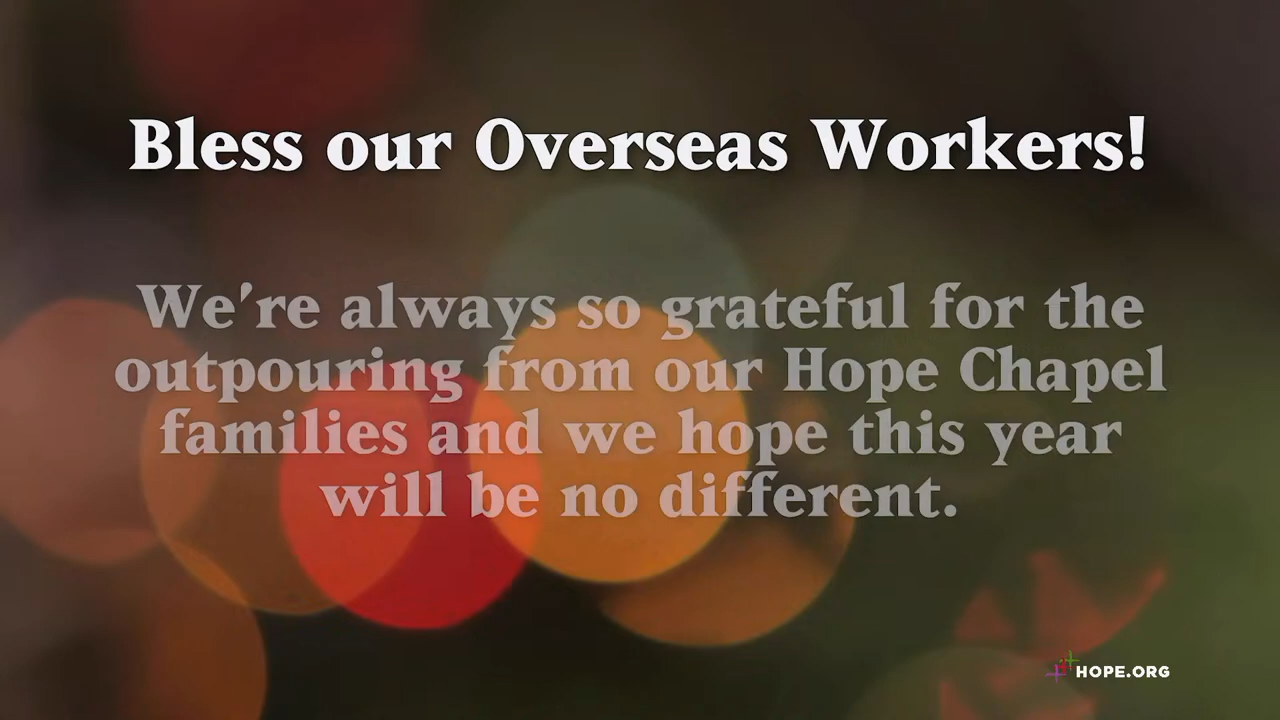 Bless our Overseas Workers!
We're always so grateful for the
outpouring from our Hope Chapel
families and we hope this year
will be no different.
HOPE.ORG